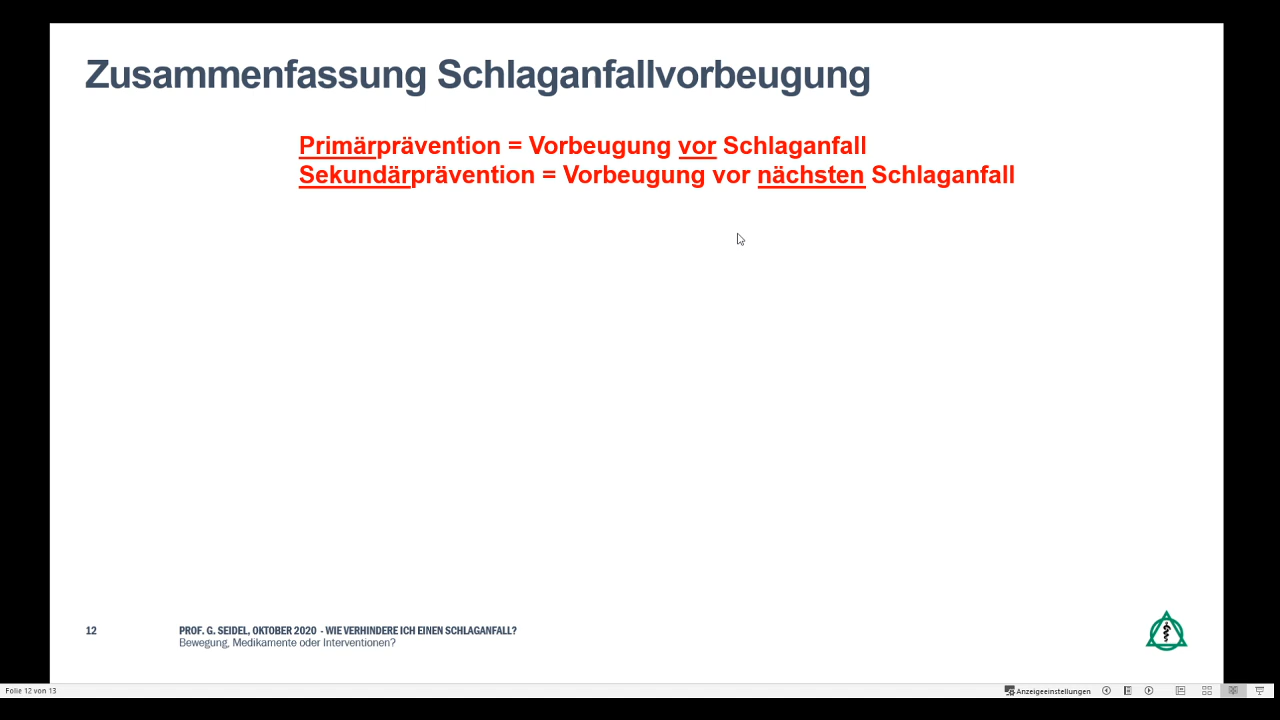 Zusammenfassung Schlaganfallvorbeugung
Primärprävention = Vorbeugung vor Schlaganfall
Sekundärprävention = Vorbeugung vor nächsten Schlaganfall
12
PROF. G. SEIDEL, OKTOBER 2020 - WIE VERHINDERE ICH EINEN SCHLAGANFALL?
Bewegung, Medikamente oder Interventionen?
Folie 12 von 13
Anzeigeeinstellungen